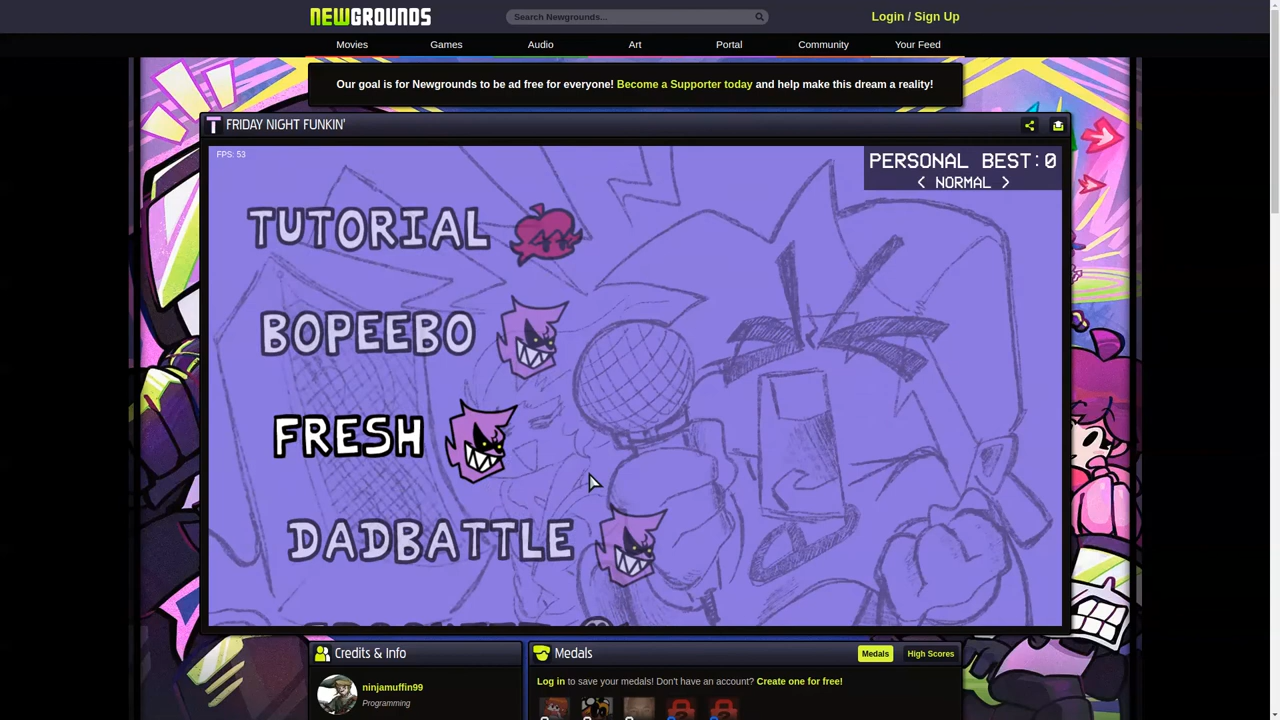 NEWGROUNDS
Search Newgrounds...
Login / Sign Up
Movies
Games
Audio
Art
Portal
Community
Your Feed
Our goal is for Newgrounds to be ad free for everyone! Become a Supporter today and help make this dream a reality!
T FRIDAY NIGHT FUNKIN'
FPS: 53
PERSONAL BEST:0
< NORMAL >
TUTORIAL
BOPEEBO
FRESH
DADBATTLE
Credits & Info
Medals
Medals
High Scores
ninjamuffin99
Programming
Log in to save your medals! Don't have an account? Create one for free!